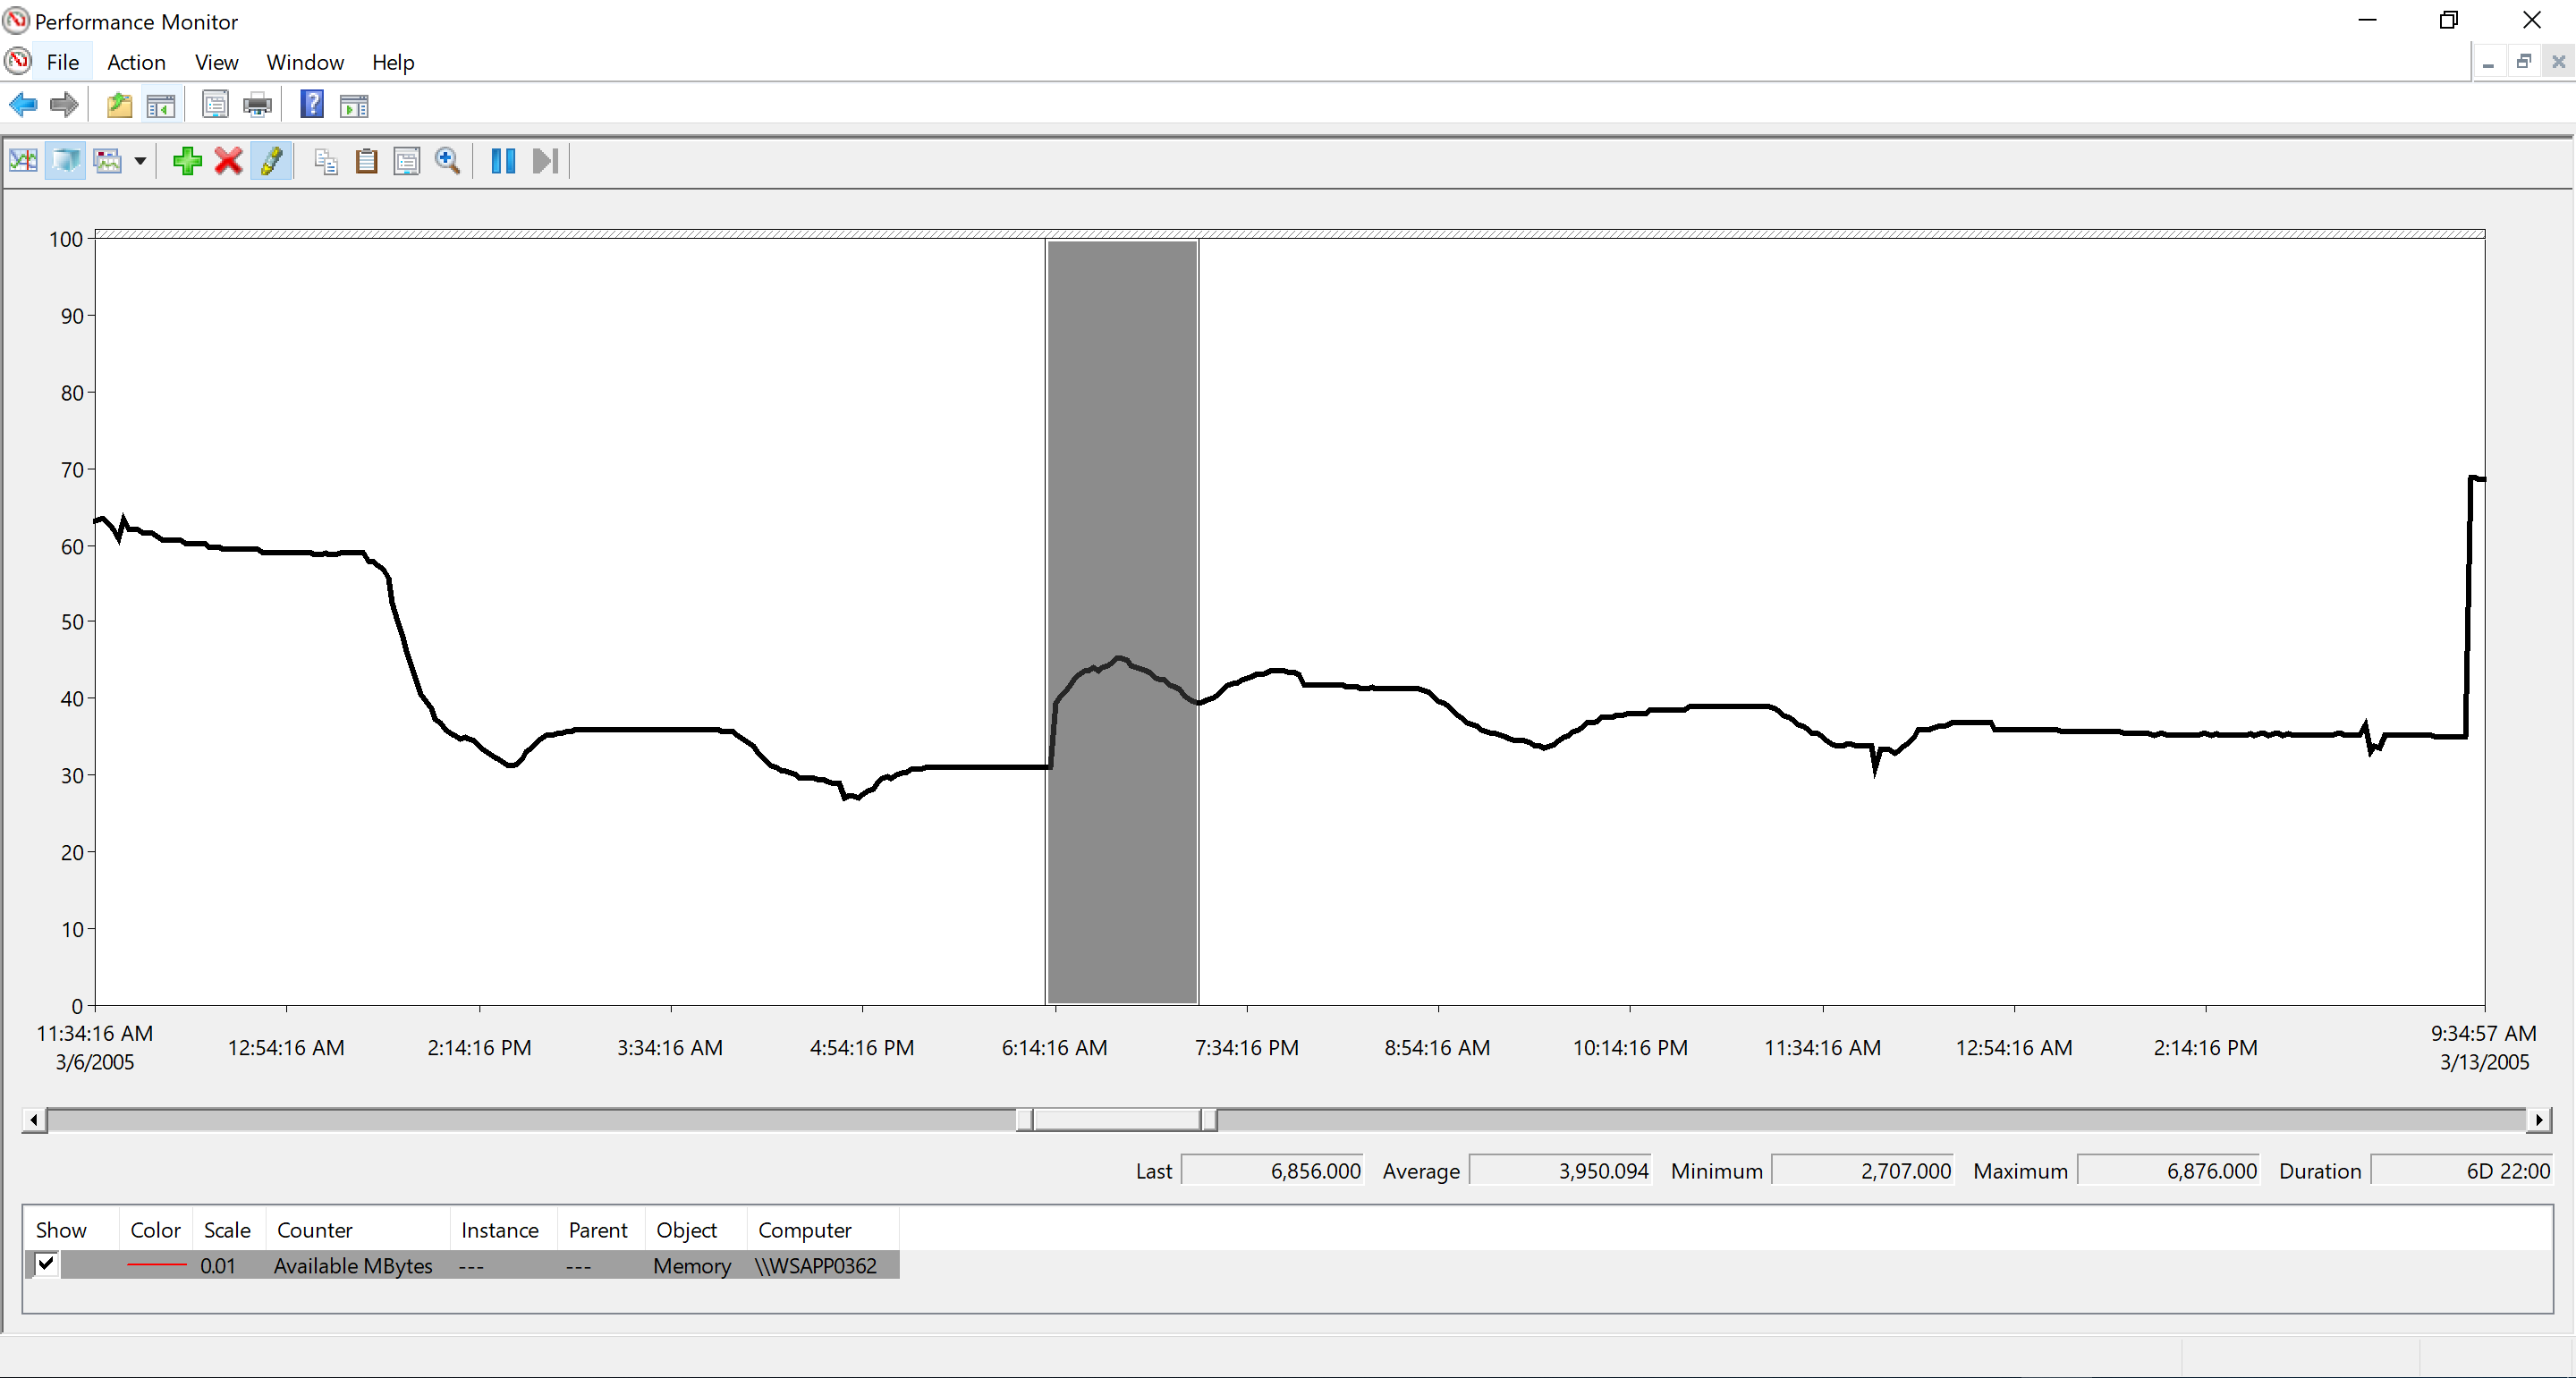 Performance Monitor
File Action View Window Help
100
90
80
70
60
50
40
30
20
10
0
11:34:16 AM 12:54:16 AM 2:14:16 PM 3:34:16 AM 4:54:16 PM 6:14:16 AM 7:34:16 PM 8:54:16 AM 10:14:16 PM 11:34:16 AM 12:54:16 AM 2:14:16 PM 9:34:57 AM
3/6/2005 3/13/2005
Last 6,856.000 Average 3,950.094 Minimum 2,707.000 Maximum 6,876.000 Duration 6D 22:00
Show Color Scale Counter Instance Parent Object Computer
0.01 Available MBytes --- --- Memory \\WSAPP0362